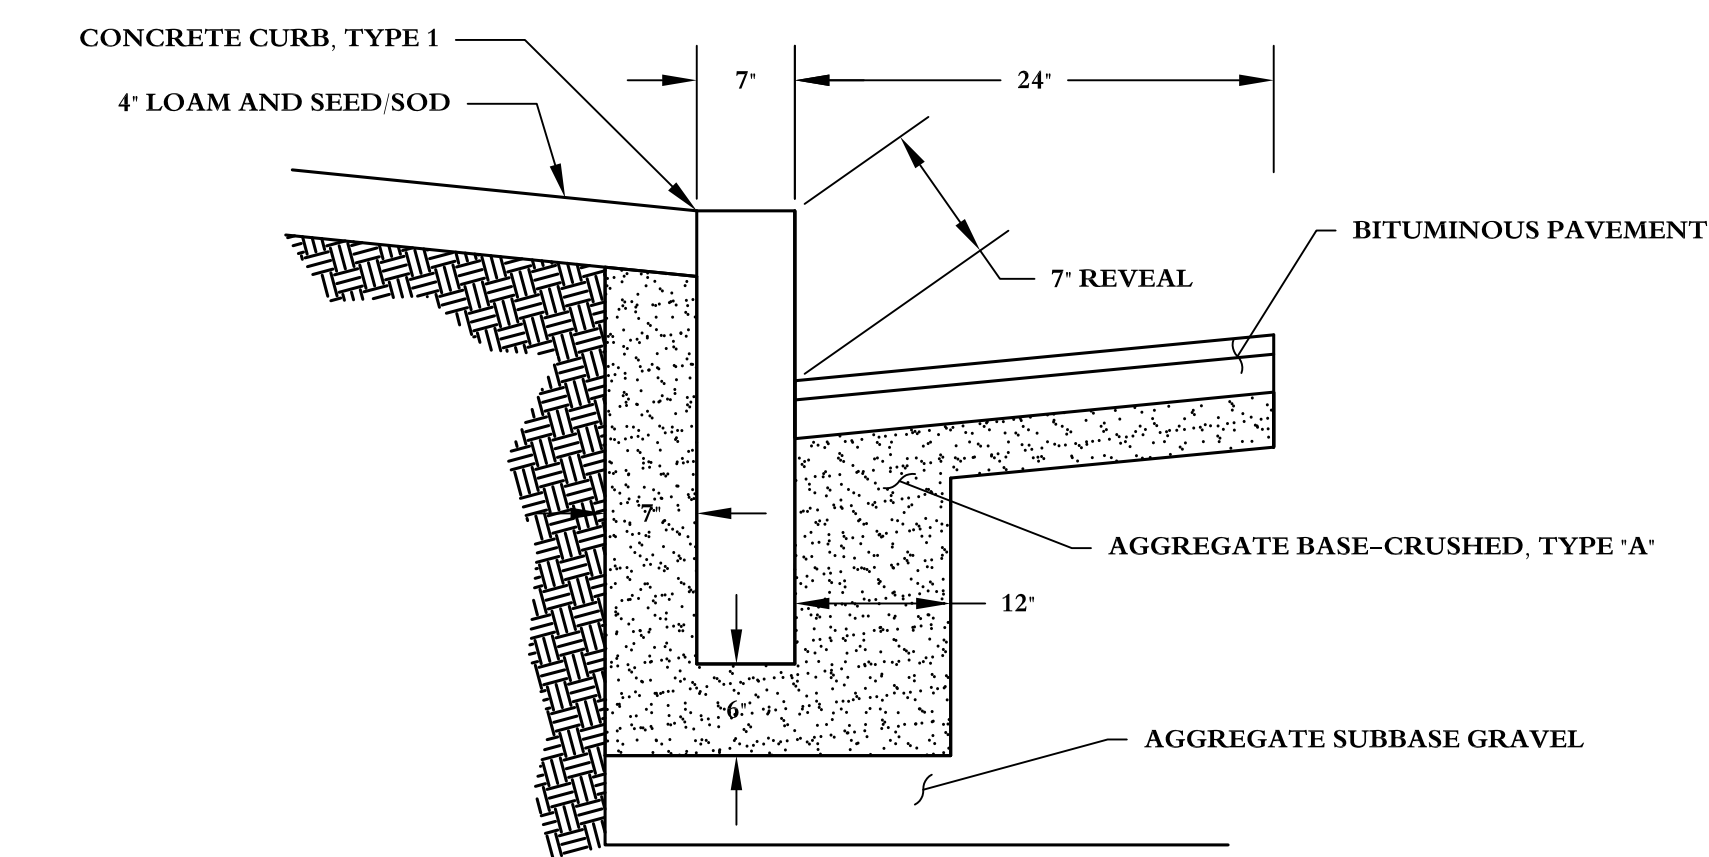 CONCRETE CURB, TYPE 1
7"
24"
4" LOAM AND SEED/SOD
BITUMINOUS PAVEMENT
7" REVEAL
7"
AGGREGATE BASE-CRUSHED, TYPE "A"
12"
6"
AGGREGATE SUBBASE GRAVEL